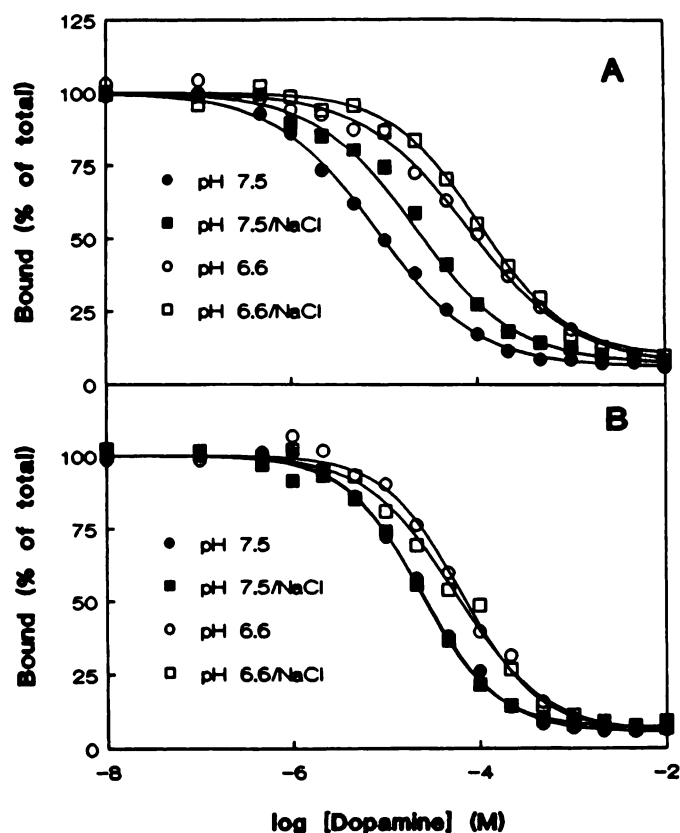 125
A
100
75
50
25
0
Bound (% of total)
pH 7.5
pH 7.5/NaCl
pH 6.6
pH 6.6/NaCl
B
100
75
50
25
0
Bound (% of total)
pH 7.5
pH 7.5/NaCl
pH 6.6
pH 6.6/NaCl
-8
-6
-4
-2
log [Dopamine] (M)